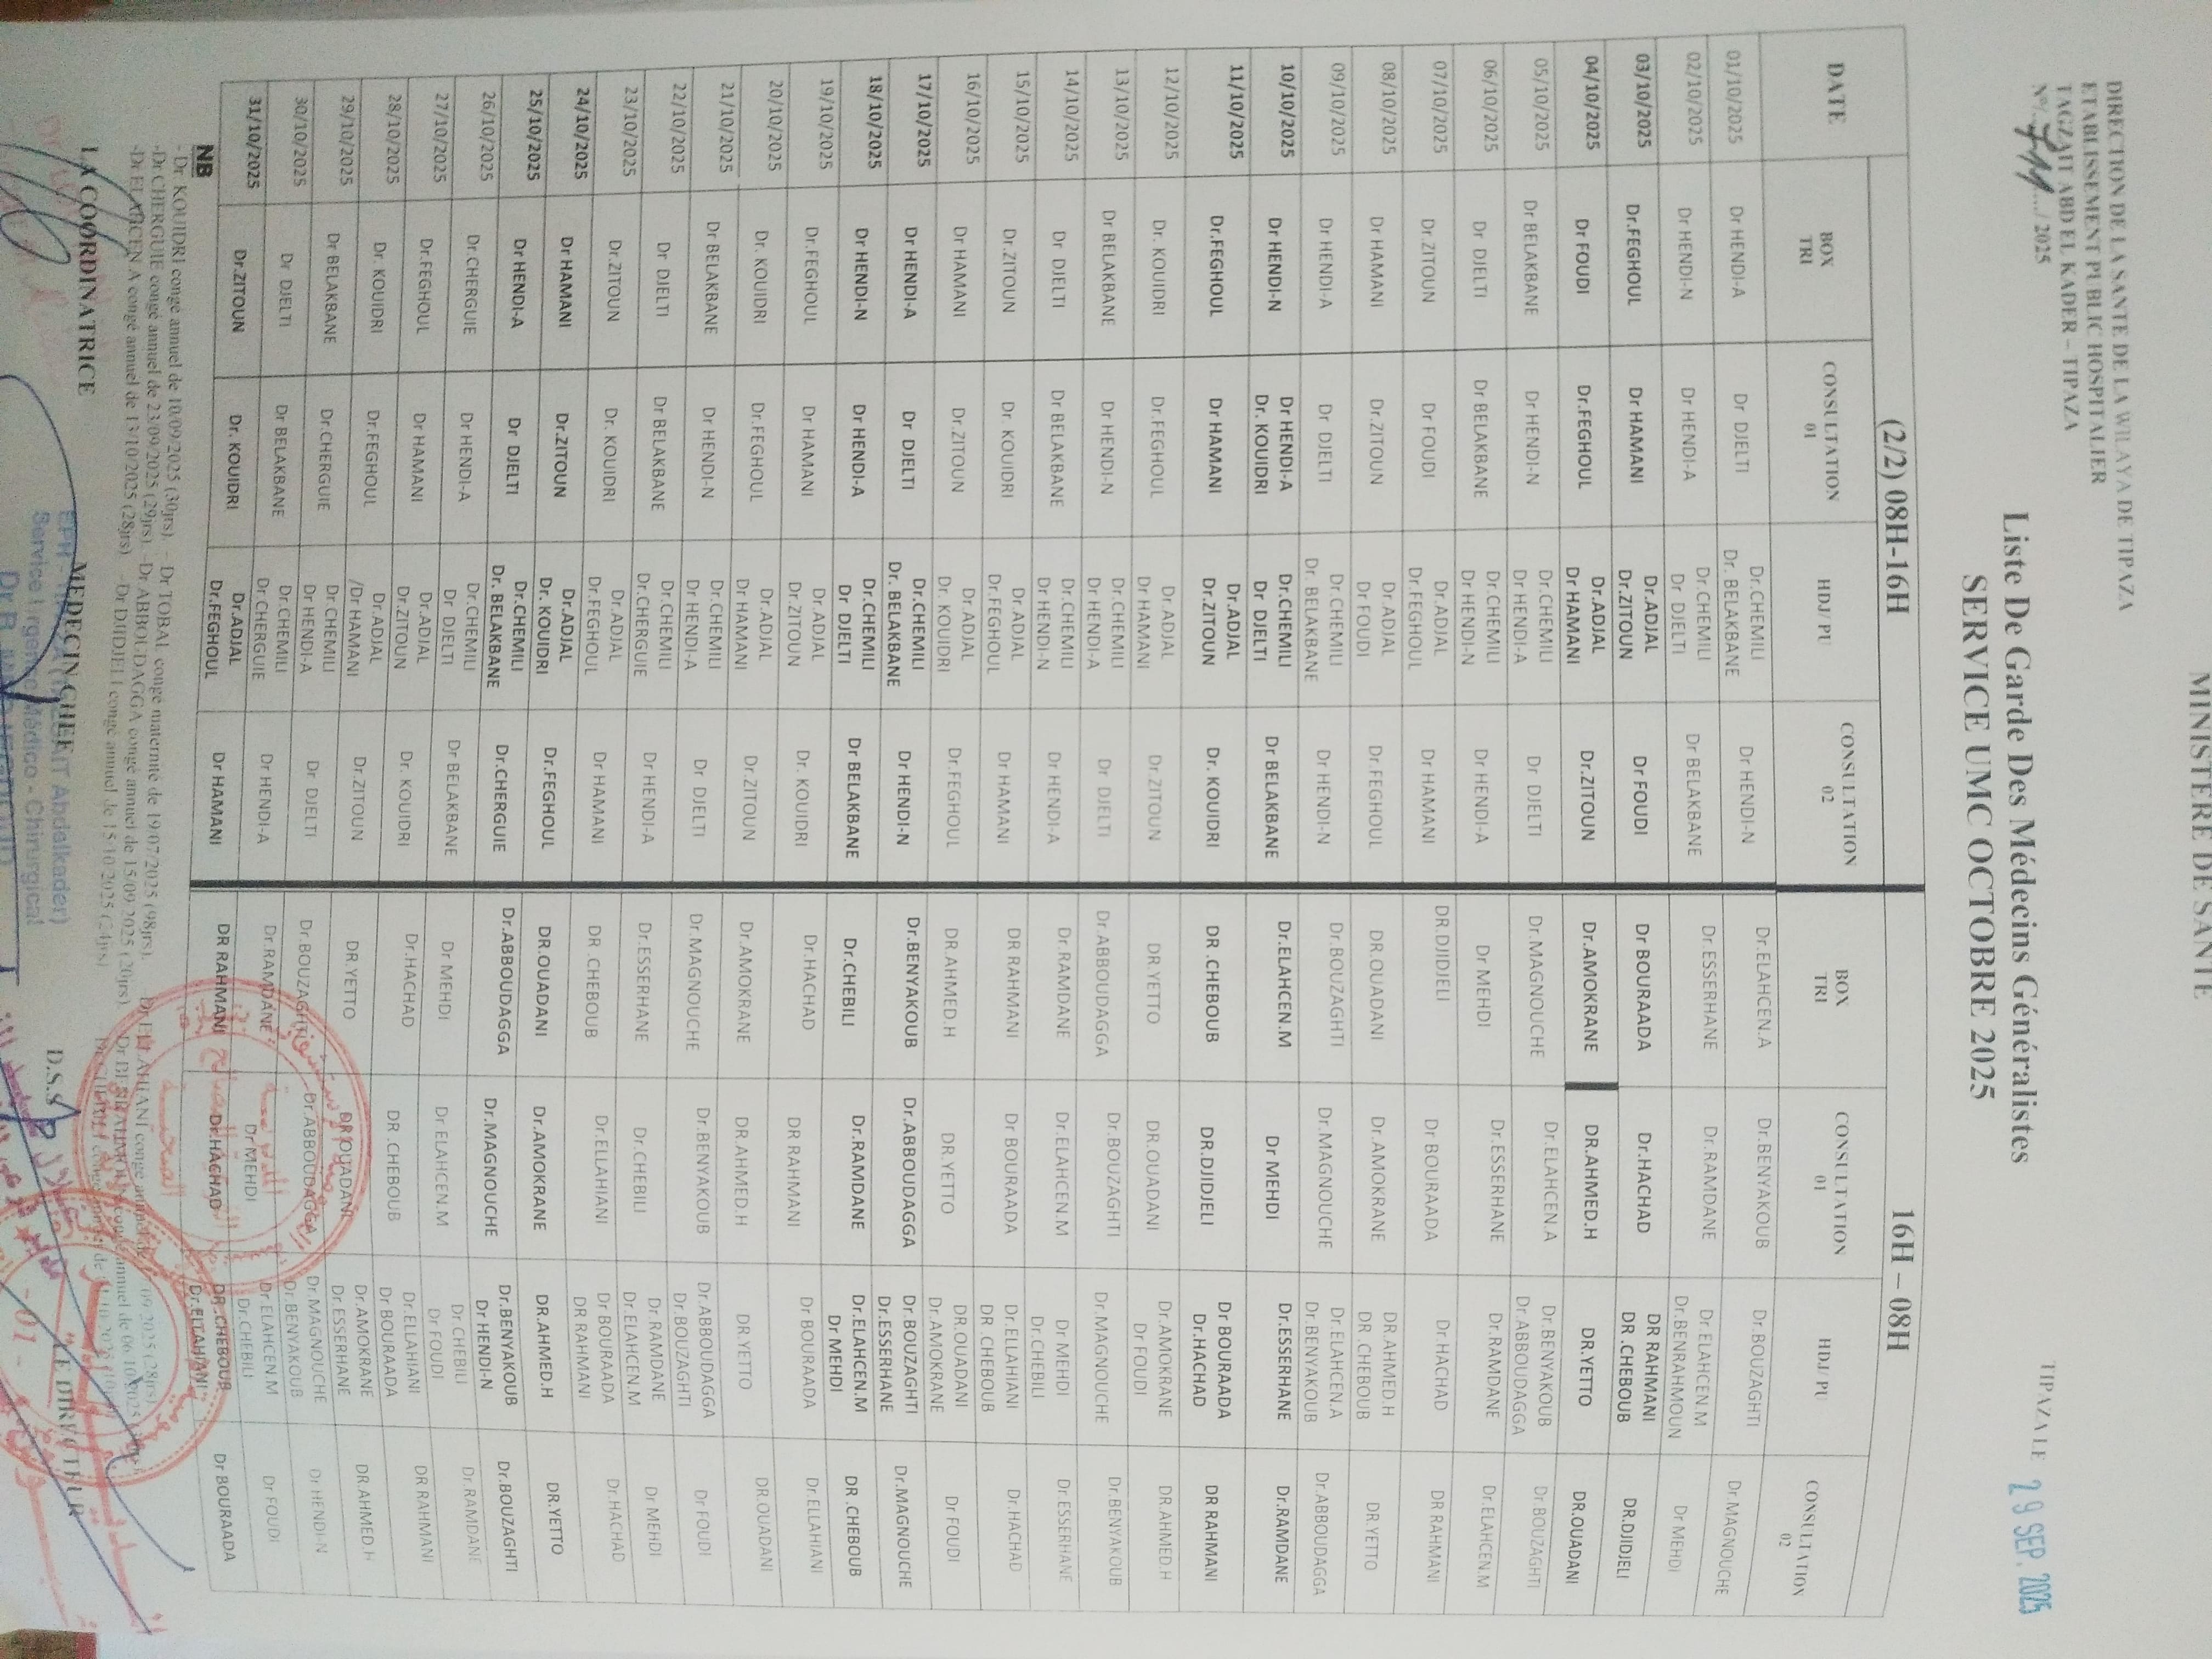 MINISTERE DE SANTE
DIRECTION DE LA SANTE DE LA WILAYA DE TIPAZA
ETABLISSEMENT PUBLIC HOSPITALIER
TAGZAIT ABD EL KADER – TIPAZA
N°/...711.../ 2025
TIPAZA LE 29 SEP. 2025
Liste De Garde Des Médecins Généralistes
SERVICE UMC OCTOBRE 2025
DATE (2/2) 08H-16H 16H – 08H
BOX TRI CONSULTATION 01 HDJ/ PU CONSULTATION 02 BOX TRI CONSULTATION 01 HDJ/ PU CONSULTATION 02
01/10/2025 Dr HENDI-A Dr DJELTI Dr.CHEMILI Dr. BELAKBANE Dr HENDI-N Dr.ELAHCEN.A Dr.BENYAKOUB Dr.BOUZAGHTI Dr.MAGNOUCHE
02/10/2025 Dr HENDI-N Dr HENDI-A Dr.CHEMILI Dr DJELTI Dr BELAKBANE Dr.ESSERHANE Dr.RAMDANE Dr.ELAHCEN.M Dr.BENRAHMOUN Dr MEHDI
03/10/2025 Dr.FEGHOUL Dr HAMANI Dr.ADJAL Dr.ZITOUN Dr FOUDI Dr BOURAADA Dr.HACHAD DR RAHMANI DR .CHEBOUB DR.DJIDJELI
04/10/2025 Dr FOUDI Dr.FEGHOUL Dr.ADJAL Dr HAMANI Dr.ZITOUN Dr.AMOKRANE DR.AHMED.H DR.YETTO DR.OUADANI
05/10/2025 Dr BELAKBANE Dr HENDI-N Dr.CHEMILI Dr HENDI-A Dr DJELTI Dr.MAGNOUCHE Dr.ELAHCEN.A Dr.BENYAKOUB Dr.ABBOUDAGGA Dr.BOUZAGHTI
06/10/2025 Dr DJELTI Dr BELAKBANE Dr.CHEMILI Dr HENDI-N Dr HENDI-A Dr MEHDI Dr.ESSERHANE Dr.RAMDANE Dr.ELAHCEN.M
07/10/2025 Dr.ZITOUN Dr FOUDI Dr.ADJAL Dr.FEGHOUL Dr HAMANI DR.DJIDJELI Dr BOURAADA Dr.HACHAD DR RAHMANI
08/10/2025 Dr HAMANI Dr.ZITOUN Dr.ADJAL Dr FOUDI Dr.FEGHOUL DR.OUADANI Dr.AMOKRANE DR.AHMED.H DR .CHEBOUB DR.YETTO
09/10/2025 Dr HENDI-A Dr DJELTI Dr.CHEMILI Dr. BELAKBANE Dr HENDI-N Dr.BOUZAGHTI Dr.MAGNOUCHE Dr.ELAHCEN.A Dr.BENYAKOUB Dr.ABBOUDAGGA
10/10/2025 Dr HENDI-N Dr HENDI-A Dr. KOUIDRI Dr.CHEMILI Dr DJELTI Dr BELAKBANE Dr.ELAHCEN.M Dr MEHDI Dr.ESSERHANE Dr.RAMDANE
11/10/2025 Dr.FEGHOUL Dr HAMANI Dr.ADJAL Dr.ZITOUN Dr. KOUIDRI DR .CHEBOUB DR.DJIDJELI Dr BOURAADA Dr.HACHAD DR RAHMANI
12/10/2025 Dr. KOUIDRI Dr.FEGHOUL Dr.ADJAL Dr HAMANI Dr.ZITOUN DR.YETTO DR.OUADANI Dr.AMOKRANE Dr FOUDI DR.AHMED.H
13/10/2025 Dr BELAKBANE Dr HENDI-N Dr.CHEMILI Dr HENDI-A Dr DJELTI Dr.ABBOUDAGGA Dr.BOUZAGHTI Dr.MAGNOUCHE Dr.BENYAKOUB
14/10/2025 Dr DJELTI Dr BELAKBANE Dr.CHEMILI Dr HENDI-N Dr HENDI-A Dr.RAMDANE Dr.ELAHCEN.M Dr MEHDI Dr.CHEBILI Dr.ESSERHANE
15/10/2025 Dr.ZITOUN Dr. KOUIDRI Dr.ADJAL Dr.FEGHOUL Dr HAMANI DR RAHMANI Dr BOURAADA Dr.ELLAHIANI DR .CHEBOUB Dr.HACHAD
16/10/2025 Dr HAMANI Dr.ZITOUN Dr.ADJAL Dr. KOUIDRI Dr.FEGHOUL DR.AHMED.H DR.YETTO DR.OUADANI Dr.AMOKRANE Dr FOUDI
17/10/2025 Dr HENDI-A Dr DJELTI Dr.CHEMILI Dr. BELAKBANE Dr HENDI-N Dr.BENYAKOUB Dr.ABBOUDAGGA Dr.BOUZAGHTI Dr.ESSERHANE Dr.MAGNOUCHE
18/10/2025 Dr HENDI-N Dr HENDI-A Dr.CHEMILI Dr DJELTI Dr BELAKBANE Dr.CHEBILI Dr.RAMDANE Dr.ELAHCEN.M Dr MEHDI DR .CHEBOUB
19/10/2025 Dr.FEGHOUL Dr HAMANI Dr.ADJAL Dr.ZITOUN Dr. KOUIDRI Dr.HACHAD DR RAHMANI Dr BOURAADA Dr.ELLAHIANI
20/10/2025 Dr. KOUIDRI Dr.FEGHOUL Dr.ADJAL Dr HAMANI Dr.ZITOUN Dr.AMOKRANE DR.AHMED.H DR.YETTO DR.OUADANI
21/10/2025 Dr BELAKBANE Dr HENDI-N Dr.CHEMILI Dr HENDI-A Dr DJELTI Dr.MAGNOUCHE Dr.BENYAKOUB Dr.ABBOUDAGGA Dr.BOUZAGHTI Dr FOUDI
22/10/2025 Dr DJELTI Dr BELAKBANE Dr.CHEMILI Dr.CHERGUIE Dr HENDI-A Dr.ESSERHANE Dr.CHEBILI Dr.RAMDANE Dr.ELAHCEN.M Dr MEHDI
23/10/2025 Dr.ZITOUN Dr. KOUIDRI Dr.ADJAL Dr.FEGHOUL Dr HAMANI DR .CHEBOUB Dr.ELLAHIANI Dr BOURAADA DR RAHMANI Dr.HACHAD
24/10/2025 Dr HAMANI Dr.ZITOUN Dr.ADJAL Dr. KOUIDRI Dr.FEGHOUL DR.OUADANI Dr.AMOKRANE DR.AHMED.H DR.YETTO
25/10/2025 Dr HENDI-A Dr DJELTI Dr.CHEMILI Dr. BELAKBANE Dr.CHERGUIE Dr.ABBOUDAGGA Dr.MAGNOUCHE Dr.BENYAKOUB Dr HENDI-N Dr.BOUZAGHTI
26/10/2025 Dr.CHERGUIE Dr HENDI-A Dr.CHEMILI Dr DJELTI Dr BELAKBANE Dr MEHDI Dr ELAHCEN.M Dr.CHEBILI Dr FOUDI Dr.RAMDANE
27/10/2025 Dr.FEGHOUL Dr HAMANI Dr.ADJAL Dr.ZITOUN Dr. KOUIDRI Dr.HACHAD DR .CHEBOUB Dr.ELLAHIANI Dr BOURAADA DR RAHMANI
28/10/2025 Dr. KOUIDRI Dr.FEGHOUL Dr.ADJAL /Dr HAMANI Dr.ZITOUN DR.YETTO DR.OUADANI Dr.AMOKRANE Dr.ESSERHANE DR.AHMED.H
29/10/2025 Dr BELAKBANE Dr.CHERGUIE Dr.CHEMILI Dr HENDI-A Dr DJELTI Dr.BOUZAGHTI Dr.ABBOUDAGGA Dr.MAGNOUCHE Dr.BENYAKOUB Dr HENDI-N
30/10/2025 Dr DJELTI Dr BELAKBANE Dr.CHEMILI Dr.CHERGUIE Dr HENDI-A Dr.RAMDANE Dr MEHDI Dr ELAHCEN.M Dr.CHEBILI Dr FOUDI
31/10/2025 Dr.ZITOUN Dr. KOUIDRI Dr.ADJAL Dr.FEGHOUL Dr HAMANI DR RAHMANI Dr.HACHAD DR .CHEBOUB Dr.ELLAHIANI Dr BOURAADA
NB
- Dr. KOUIDRI congé annuel de 10/09/2025 (30jrs). – Dr TOBAL congé maternité de 19/07/2025 (98jrs). Dr ELLAHIANI congé annuel de 09/2025 (28jrs)
-Dr CHERGUIE congé annuel de 23/09/2025 (29jrs). –Dr ABBOUDAGGA congé annuel de 15/09/2025 (20jrs). Dr BENRAHMOUN congé annuel de 06/10/2025
-Dr ELAHCEN.A congé annuel de 13/10/2025 (28jrs) –Dr DJIDJELI congé annuel de 15/10/2025 (24jrs) congé annuel de
LA COORDINATRICE MEDECIN CHEF D.S.S LE DIRECTEUR
EPH - TIPAZA (TAGZAIT Abdelkader)
Service Urgence Médico - Chirurgical
- 01 -